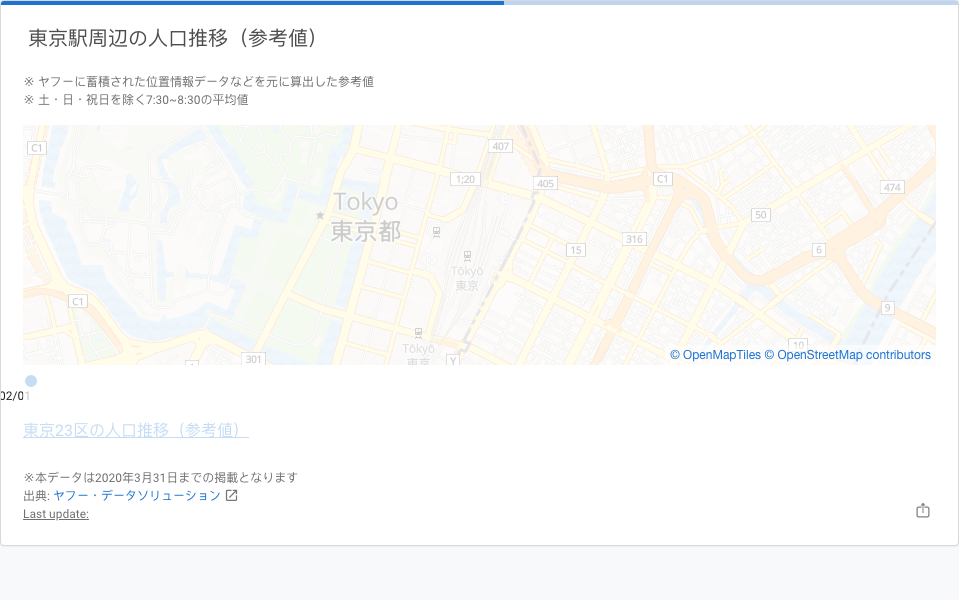 東京駅周辺の人口推移（参考値）
※ ヤフーに蓄積された位置情報データなどを元に算出した参考値
※ 土・日・祝日を除く7:30~8:30の平均値
C1
407
1;20
405
C1
474
Tokyo
東京都
50
15
316
6
Tōkyō
東京
C1
9
10
301
Tōkyō
東京
Y
© OpenMapTiles © OpenStreetMap contributors
02/01
東京23区の人口推移（参考値）
※本データは2020年3月31日までの掲載となります
出典: ヤフー・データソリューション
Last update: